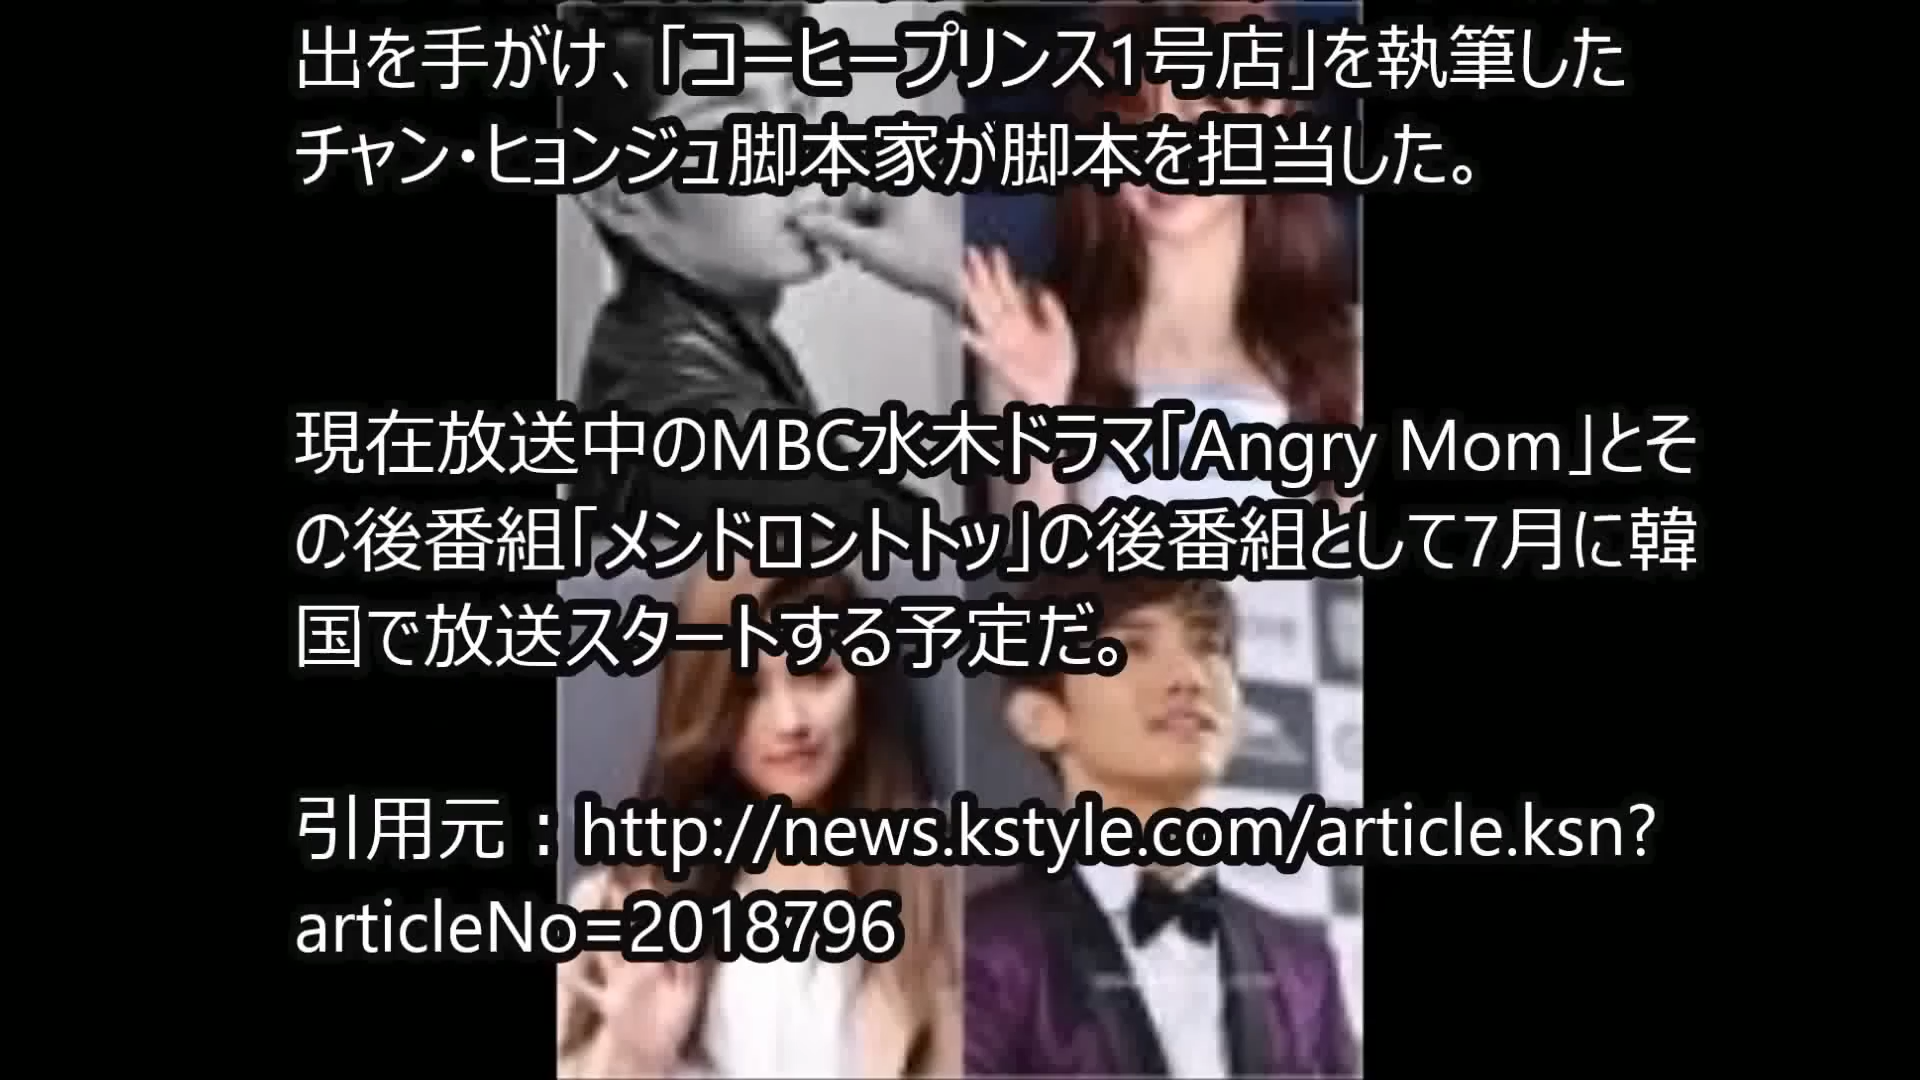 出を手がけ、「コーヒープリンス1号店」を執筆した
チャン・ヒョンジュ脚本家が脚本を担当した。
現在放送中のMBC水木ドラマ「Angry Mom」とそ
の後番組「メンドロントトッ」の後番組として7月に韓
国で放送スタートする予定だ。
引用元：http://news.kstyle.com/article.ksn?
articleNo=2018796